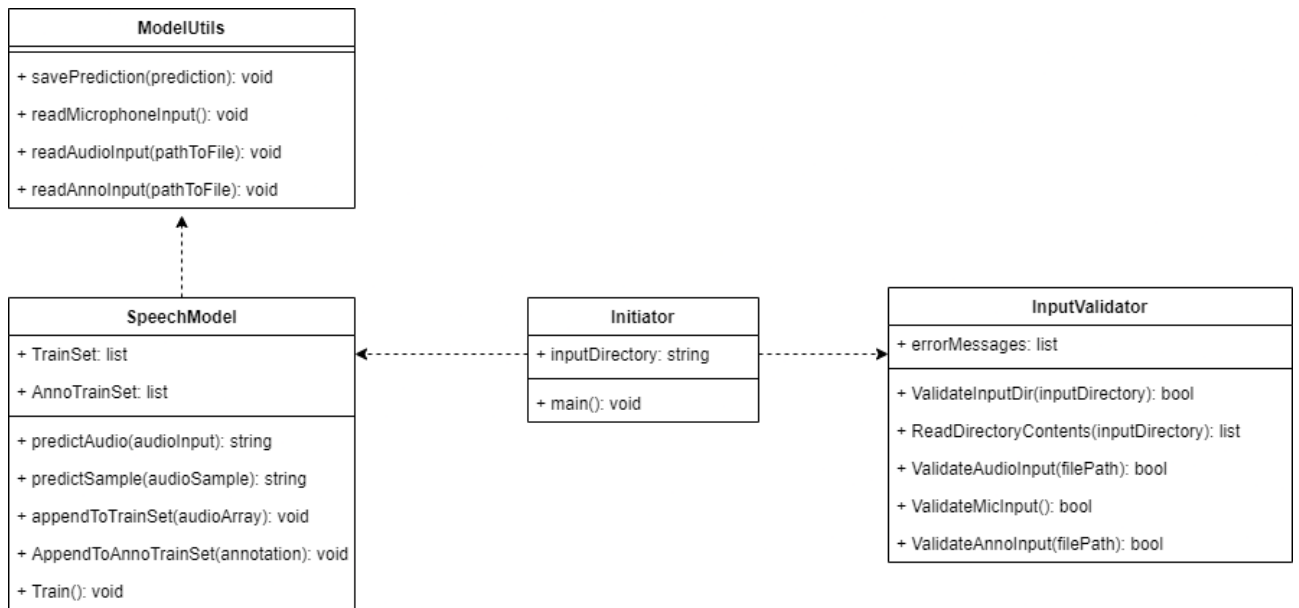 ModelUtils
+ savePrediction(prediction): void
+ readMicrophoneInput(): void
+ readAudioInput(pathToFile): void
+ readAnnoInput(pathToFile): void
SpeechModel
+ TrainSet: list
+ AnnoTrainSet: list
+ predictAudio(audioInput): string
+ predictSample(audioSample): string
+ appendToTrainSet(audioArray): void
+ AppendToAnnoTrainSet(annotation): void
+ Train(): void
Initiator
+ inputDirectory: string
+ main(): void
InputValidator
+ errorMessages: list
+ ValidateInputDir(inputDirectory): bool
+ ReadDirectoryContents(inputDirectory): list
+ ValidateAudioInput(filePath): bool
+ ValidateMicInput(): bool
+ ValidateAnnoInput(filePath): bool